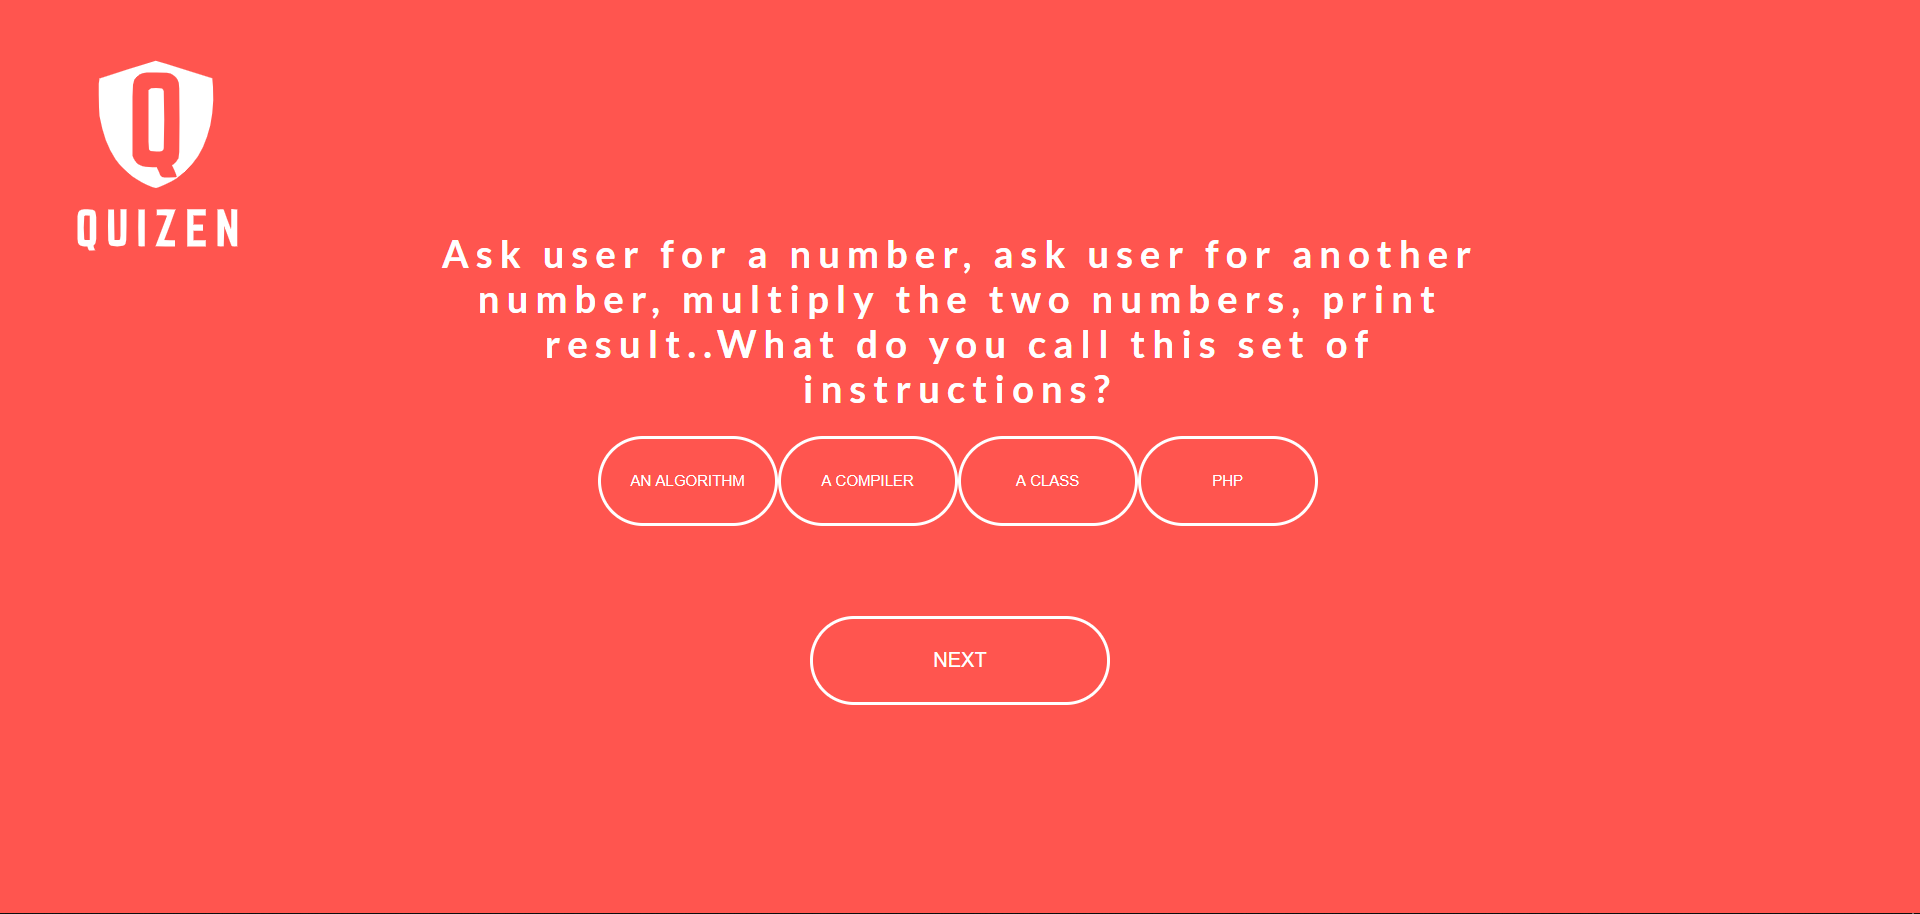 Q
QUIZEN
Ask user for a number, ask user for another
number, multiply the two numbers, print
result..What do you call this set of
instructions?
AN ALGORITHM
A COMPILER
A CLASS
PHP
NEXT